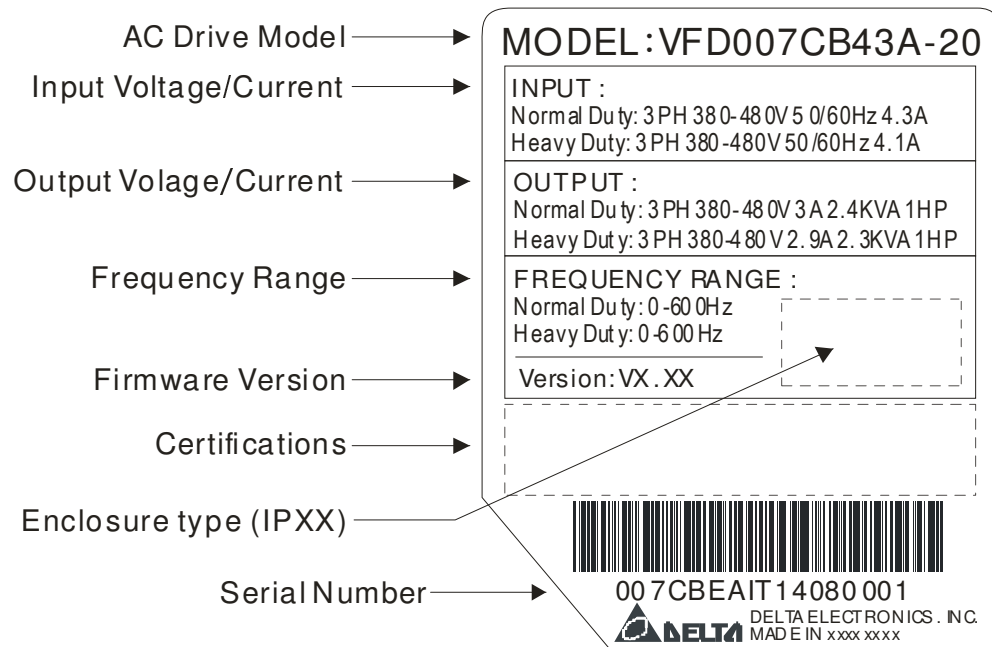 AC Drive Model
MODEL:VFD007CB43A-20
Input Voltage/Current
INPUT :
Normal Duty: 3PH 380-480V 50/60Hz 4.3A
Heavy Duty: 3PH 380-480V 50/60Hz 4.1A
Output Volage/Current
OUTPUT :
Normal Duty: 3PH 380-480V 3A 2.4KVA 1HP
Heavy Duty: 3PH 380-480V 2.9A 2.3KVA 1HP
Frequency Range
FREQUENCY RANGE :
Normal Duty: 0-600Hz
Heavy Duty: 0-600Hz
Firmware Version
Version: VX.XX
Certifications
Enclosure type (IPXX)
Serial Number
007CBEAIT14080001
DELTA
DELTA ELECTRONICS. INC.
MADE IN xxxx xxxx